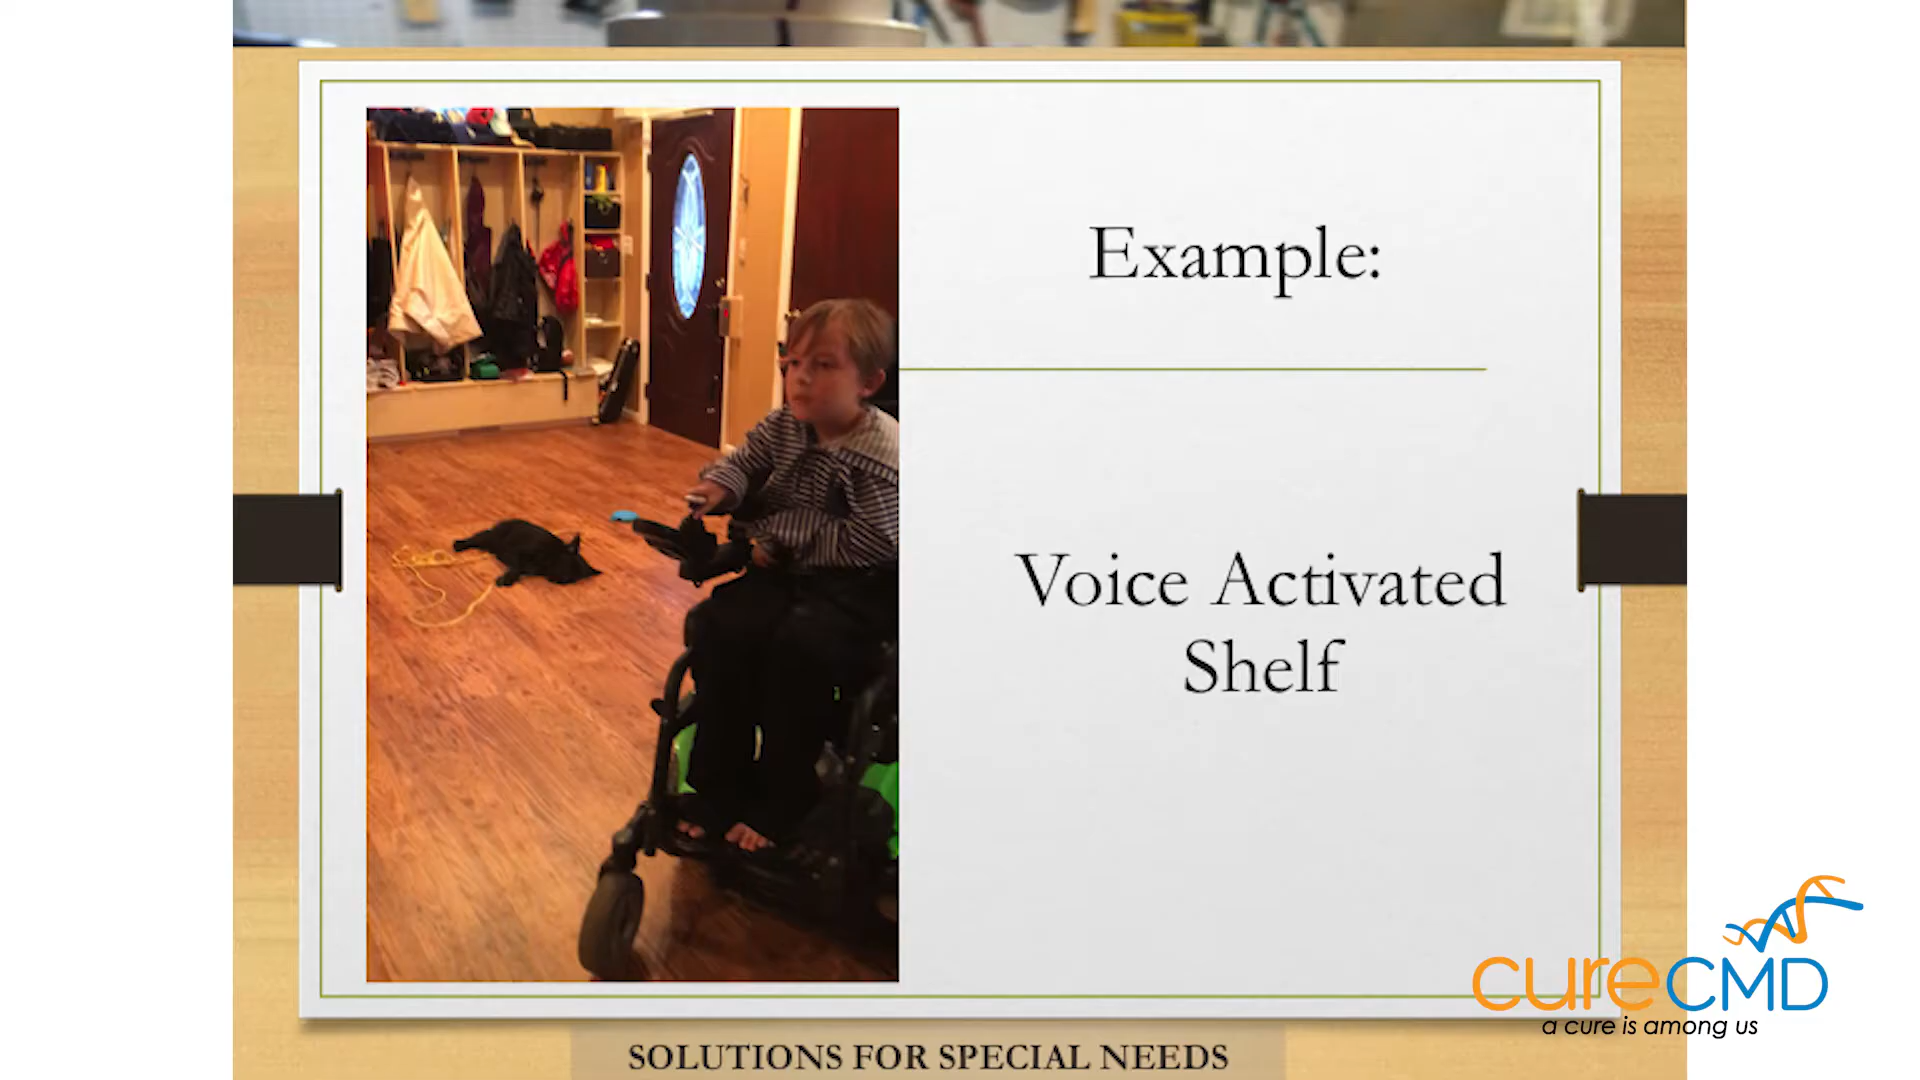 Example:
Voice Activated
Shelf
cureCMD
a cure is among us
SOLUTIONS FOR SPECIAL NEEDS